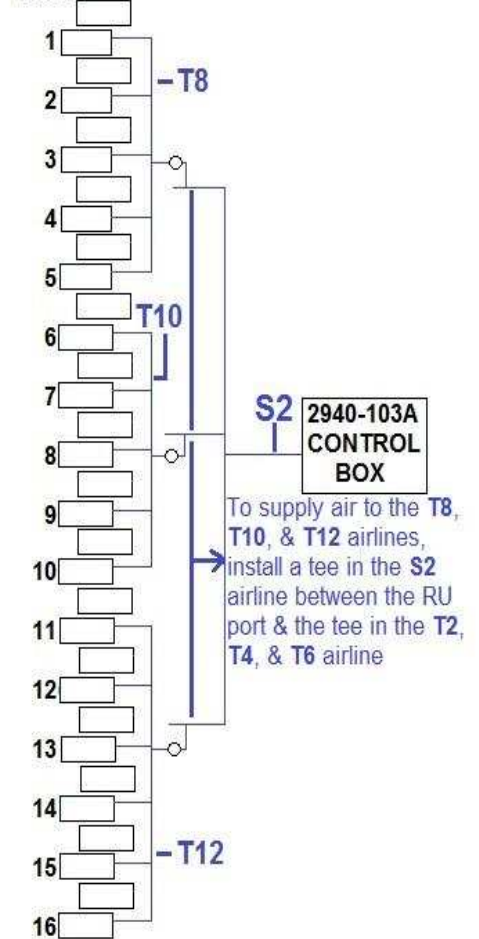 1
– T8
2
3
4
5
T10
6
7
S2
2940-103A
CONTROL
BOX
8
To supply air to the T8,
T10, & T12 airlines,
install a tee in the S2
airline between the RU
port & the tee in the T2,
T4, & T6 airline
9
10
11
12
13
14
– T12
15
16